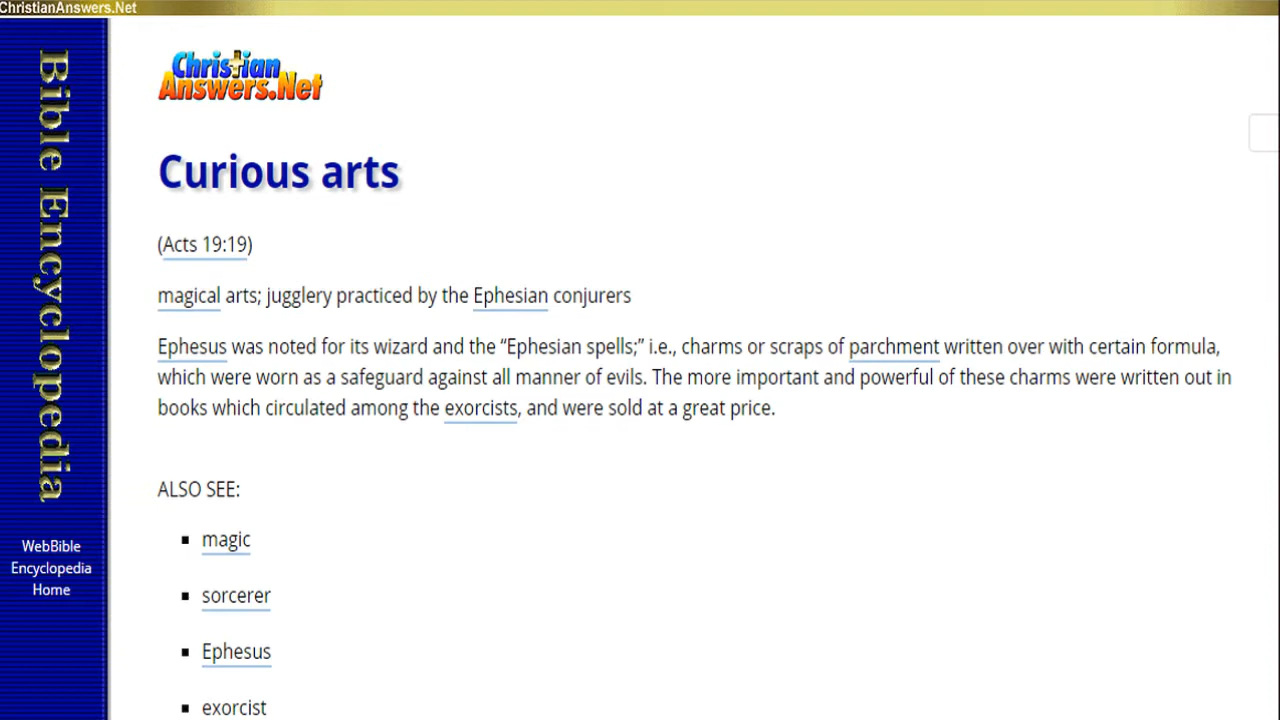 ChristianAnswers.Net
Bible Encyclopedia
WebBible
Encyclopedia
Home
Christian
Answers.Net
Curious arts
(Acts 19:19)
magical arts; jugglery practiced by the Ephesian conjurers
Ephesus was noted for its wizard and the “Ephesian spells;” i.e., charms or scraps of parchment written over with certain formula,
which were worn as a safeguard against all manner of evils. The more important and powerful of these charms were written out in
books which circulated among the exorcists, and were sold at a great price.
ALSO SEE:
magic
sorcerer
Ephesus
exorcist